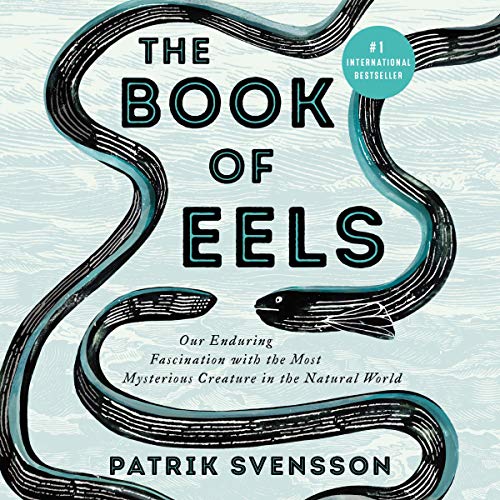 THE
BOOK
OF
EELS
#1
INTERNATIONAL
BESTSELLER
Our Enduring
Fascination with the Most
Mysterious Creature in the Natural World
PATRIK SVENSSON